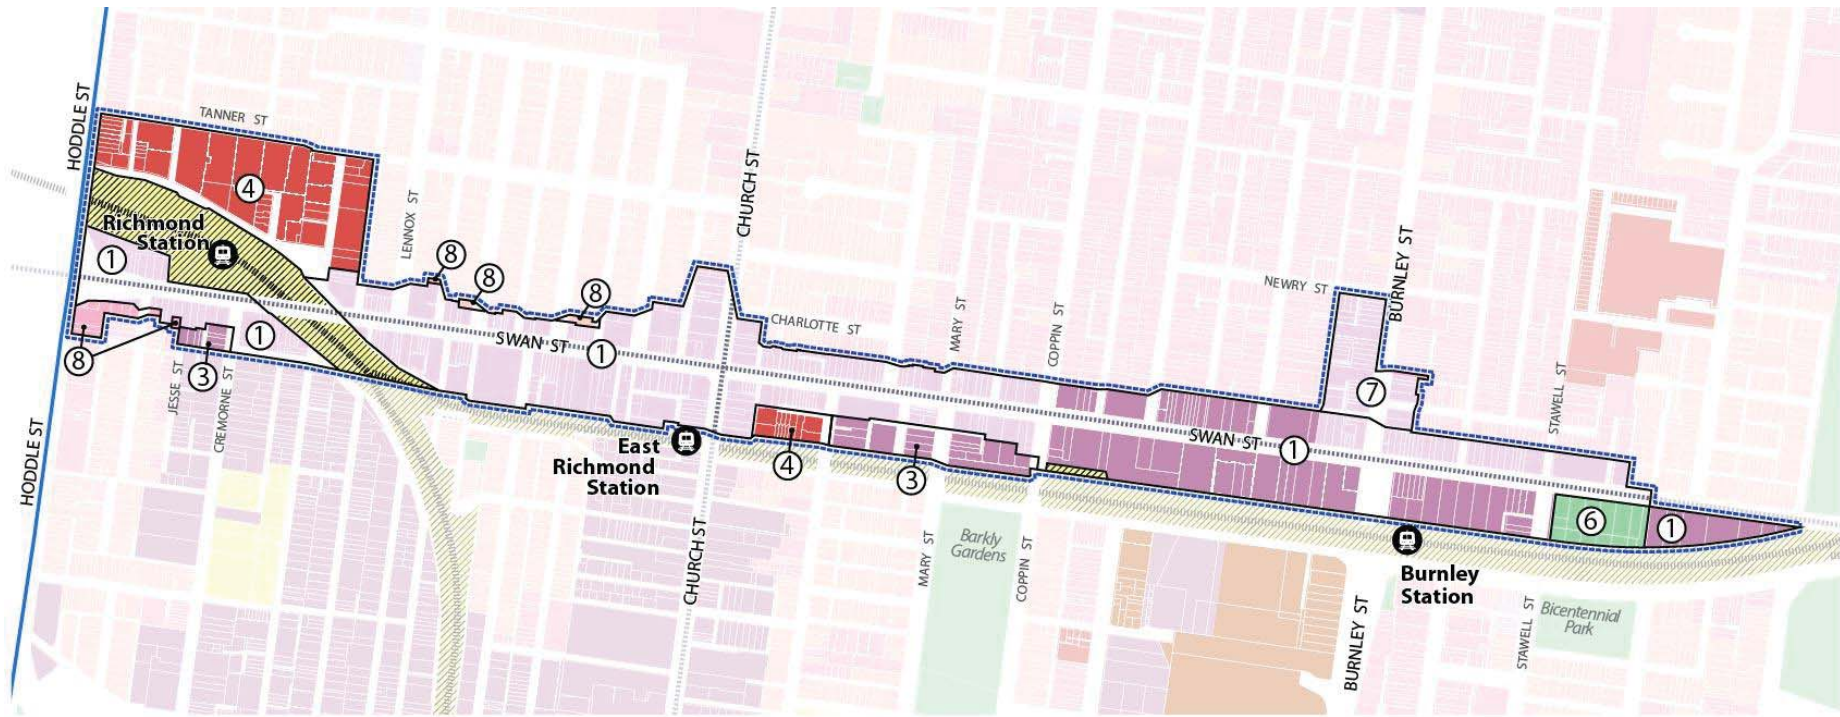 HODDLE ST
TANNER ST
4
Richmond
Station
1
LENNOX ST
8
8
8
CHURCH ST
CHARLOTTE ST
MARY ST
COPPIN ST
NEWRY ST
BURNLEY ST
STAWELL ST
7
SWAN ST
1
1
8
3
JESSE ST
CREMORNE ST
HODDLE ST
East
Richmond
Station
4
3
SWAN ST
1
6
1
CHURCH ST
MARY ST
Barkly
Gardens
COPPIN ST
BURNLEY ST
Burnley
Station
STAWELL ST
Bicentennial
Park